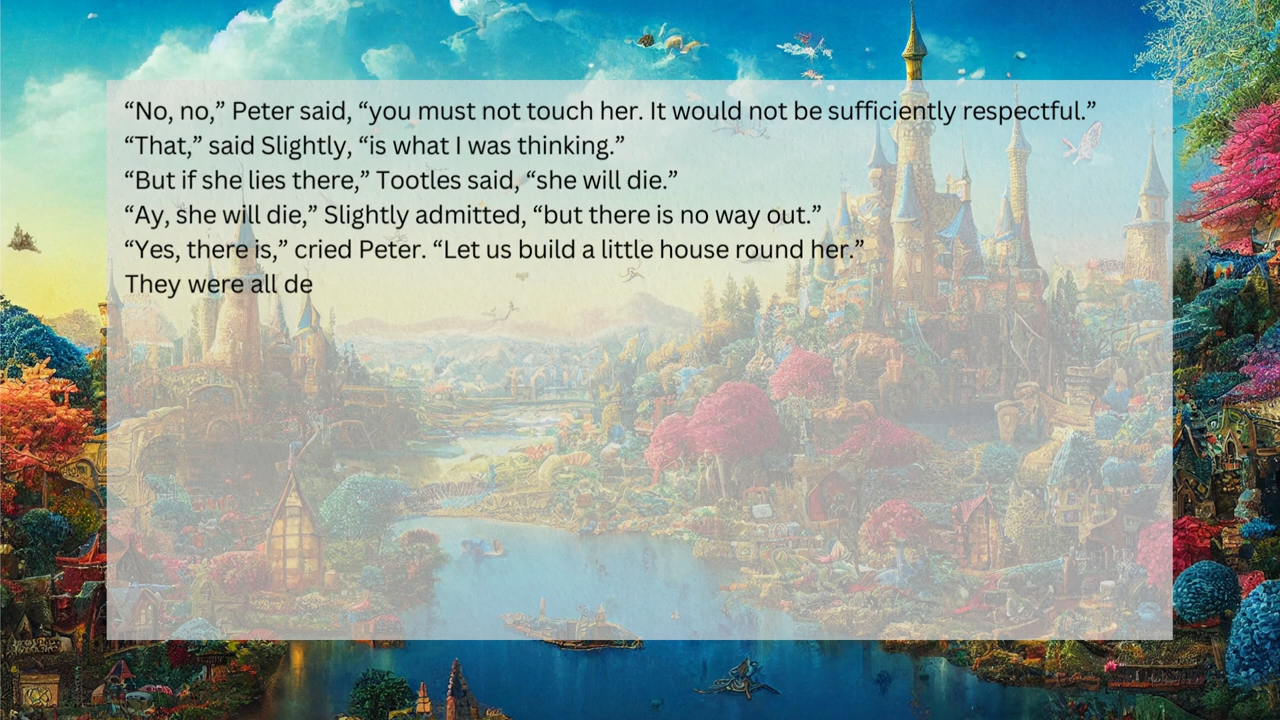 “No, no,” Peter said, “you must not touch her. It would not be sufficiently respectful.”
“That,” said Slightly, “is what I was thinking.”
“But if she lies there,” Tootles said, “she will die.”
“Ay, she will die,” Slightly admitted, “but there is no way out.”
“Yes, there is,” cried Peter. “Let us build a little house round her.”
They were all de